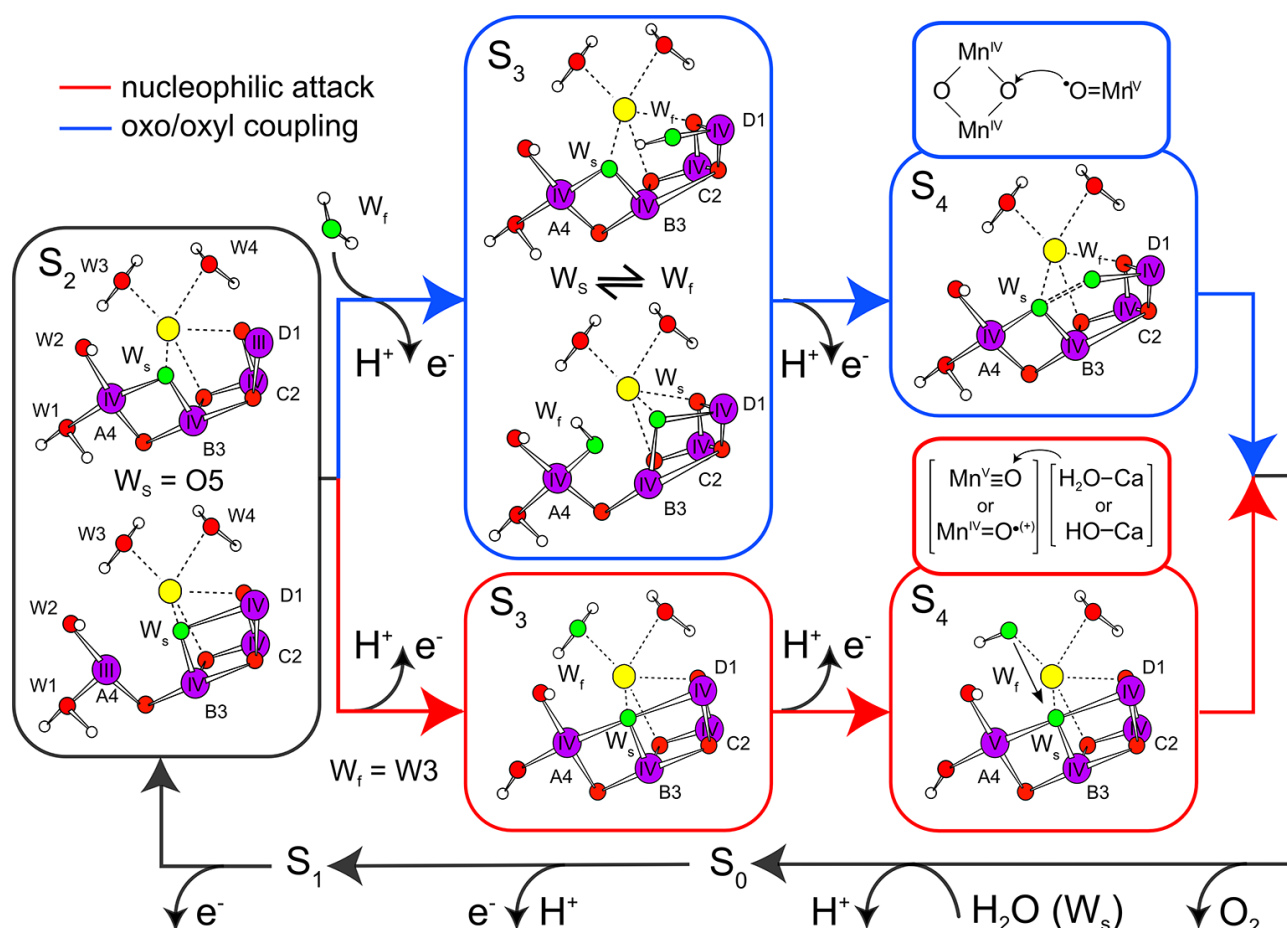 nucleophilic attack
oxo/oxyl coupling
S2
W3
W4
W2
D1
III
Ws
IV
IV
C2
W1
IV
A4
B3
WS = O5
W3
W4
W2
D1
IV
Ws
IV
C2
III
IV
W1
A4
B3
Wf
H+ e-
S3
Wf
D1
IV
Ws
IV
IV
IV
C2
A4
B3
WS ⇌ Wf
Ws
D1
IV
Wf
IV
IV
IV
C2
A4
B3
H+ e-
MnIV
O O •O=MnIV
MnIV
S4
D1
Wf
IV
Ws
IV
IV
IV
C2
A4
B3
H+ e-
Wf = W3
S3
Wf
D1
IV
IV
Ws
IV
IV
C2
A4
B3
H+ e-
MnV≡O
or
MnIV=O•(+)
H2O–Ca
or
HO–Ca
S4
Wf
D1
IV
V
Ws
IV
IV
C2
A4
B3
S1
S0
e-
e- H+
H+
H2O (Ws)
O2